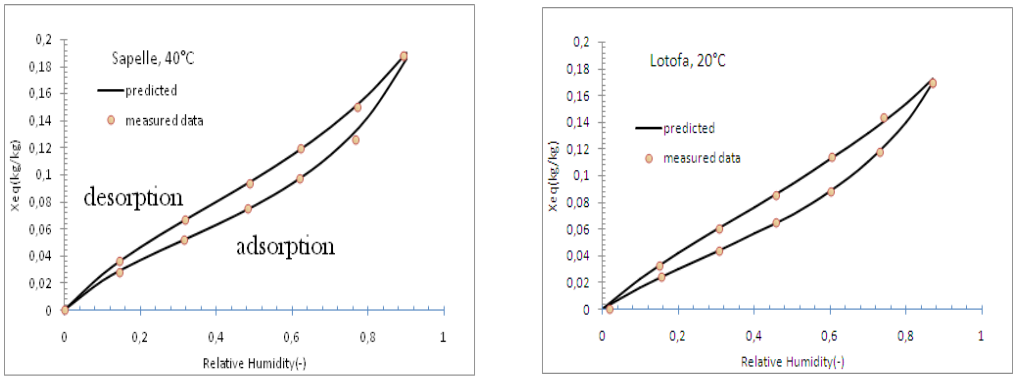 0,2
0,18
0,16
0,14
0,12
0,1
0,08
0,06
0,04
0,02
0
Xeq(kg/kg)
Sapelle, 40°C
predicted
measured data
desorption
adsorption
0 0,2 0,4 0,6 0,8 1
Relative Humidity(-)
0,2
0,18
0,16
0,14
0,12
0,1
0,08
0,06
0,04
0,02
0
Xeq(kg/kg)
Lotofa, 20°C
predicted
measured data
0 0,2 0,4 0,6 0,8 1
Relative Humidity(-)